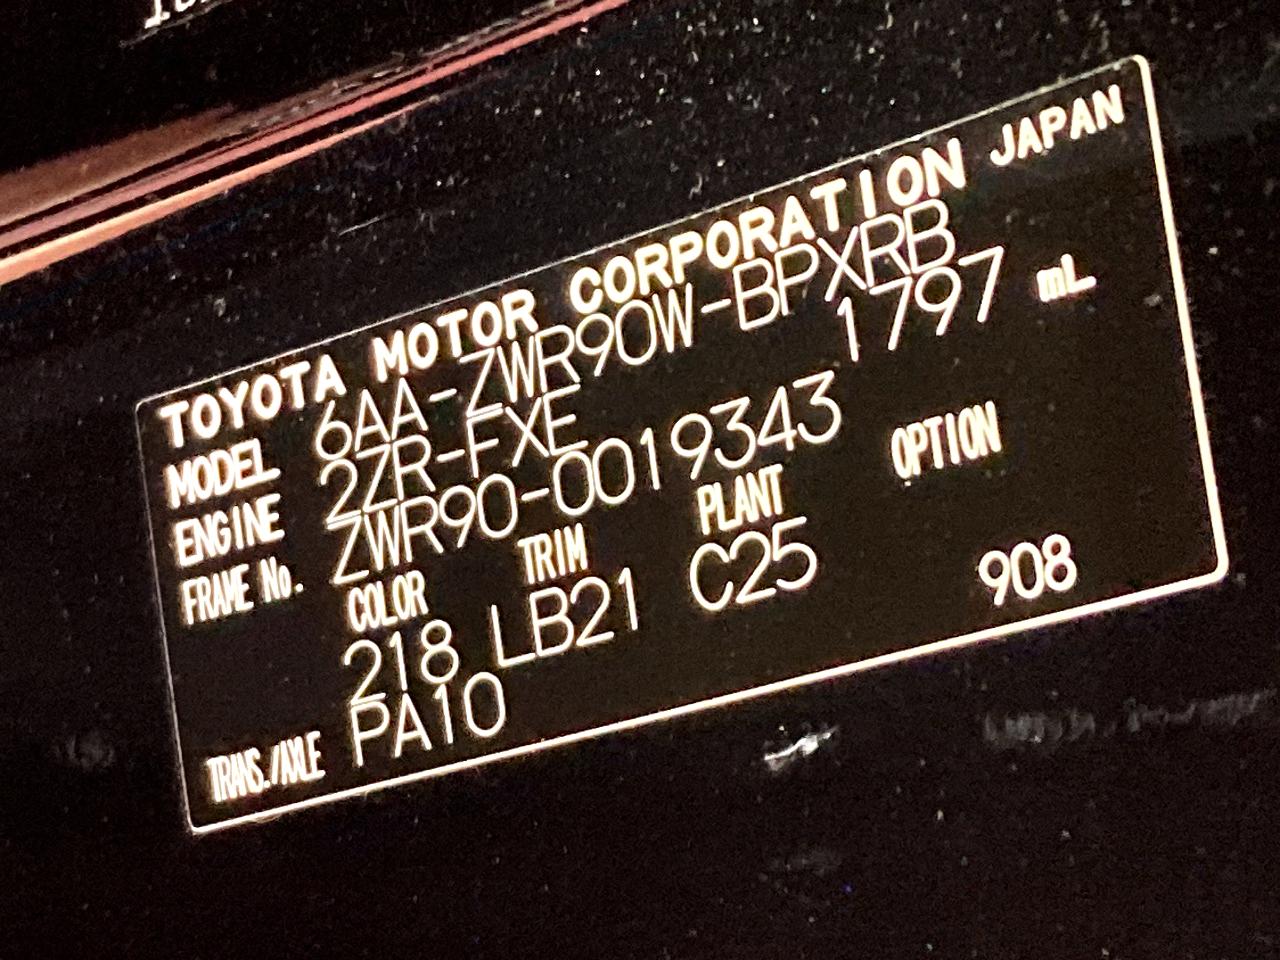 TOYOTA MOTOR CORPORATION JAPAN
MODEL 6AA-ZWR90W-BPXRB
ENGINE 2ZR-FXE 1797 mL
FRAME No. ZWR90-0019343
COLOR TRIM PLANT OPTION
218 LB21 C25 908
TRANS./AXLE PA10